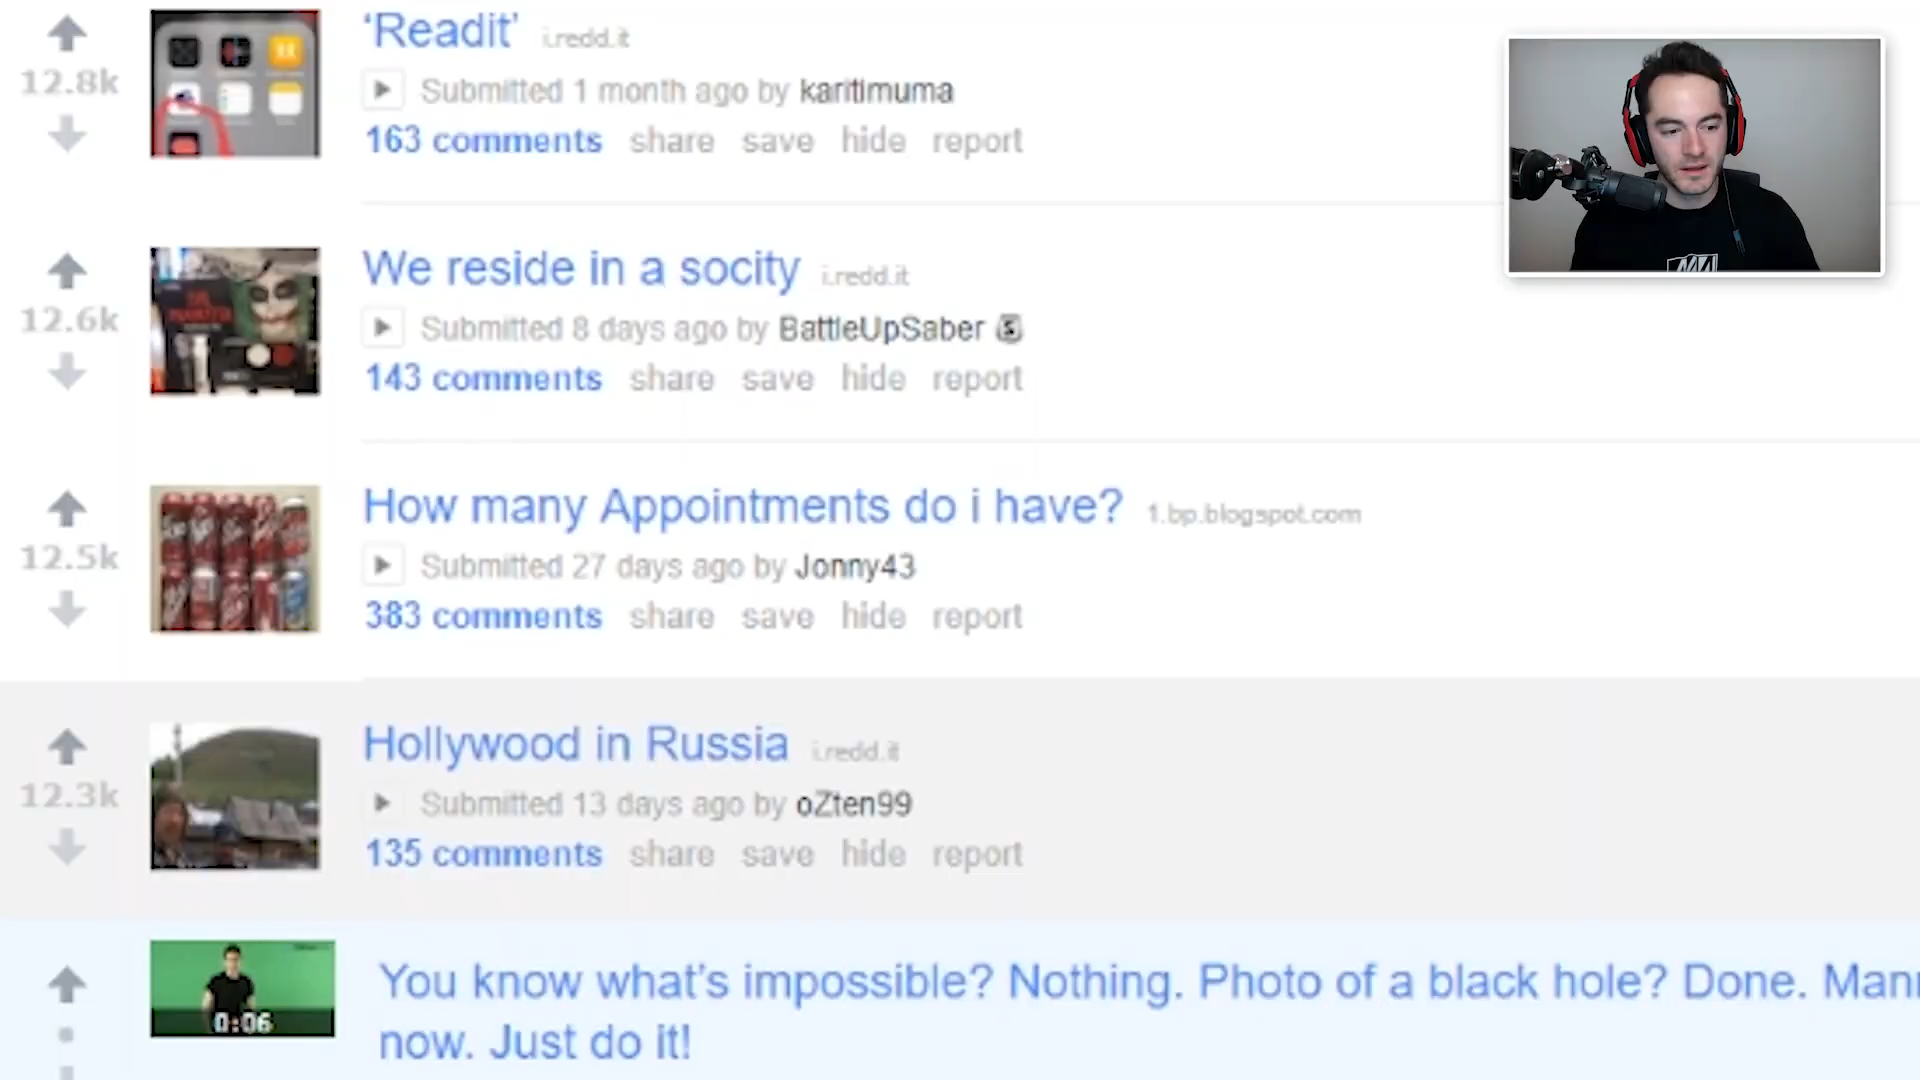 12.8k
‘Readit’ i.redd.it
Submitted 1 month ago by karitimuma
163 comments share save hide report
12.6k
We reside in a socity i.redd.it
Submitted 8 days ago by BattleUpSaber
143 comments share save hide report
12.5k
How many Appointments do i have? 1.bp.blogspot.com
Submitted 27 days ago by Jonny43
383 comments share save hide report
12.3k
Hollywood in Russia i.redd.it
Submitted 13 days ago by oZten99
135 comments share save hide report
0:06
You know what’s impossible? Nothing. Photo of a black hole? Done. Mann
now. Just do it!